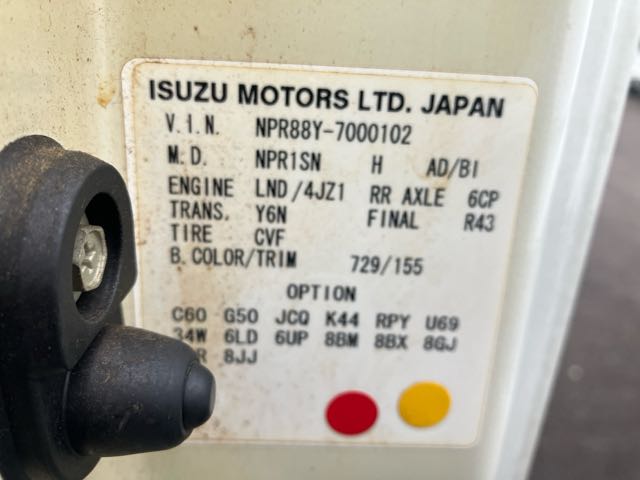 ISUZU MOTORS LTD. JAPAN
V.I.N. NPR88Y-7000102
M.D. NPR1SN H AD/BI
ENGINE LND/4JZ1 RR AXLE 6CP
TRANS. Y6N FINAL R43
TIRE CVF
B.COLOR/TRIM 729/155
OPTION
C60 G50 JCQ K44 RPY U69
34W 6LD 6UP 8BM 8BX 8GJ
8JJ